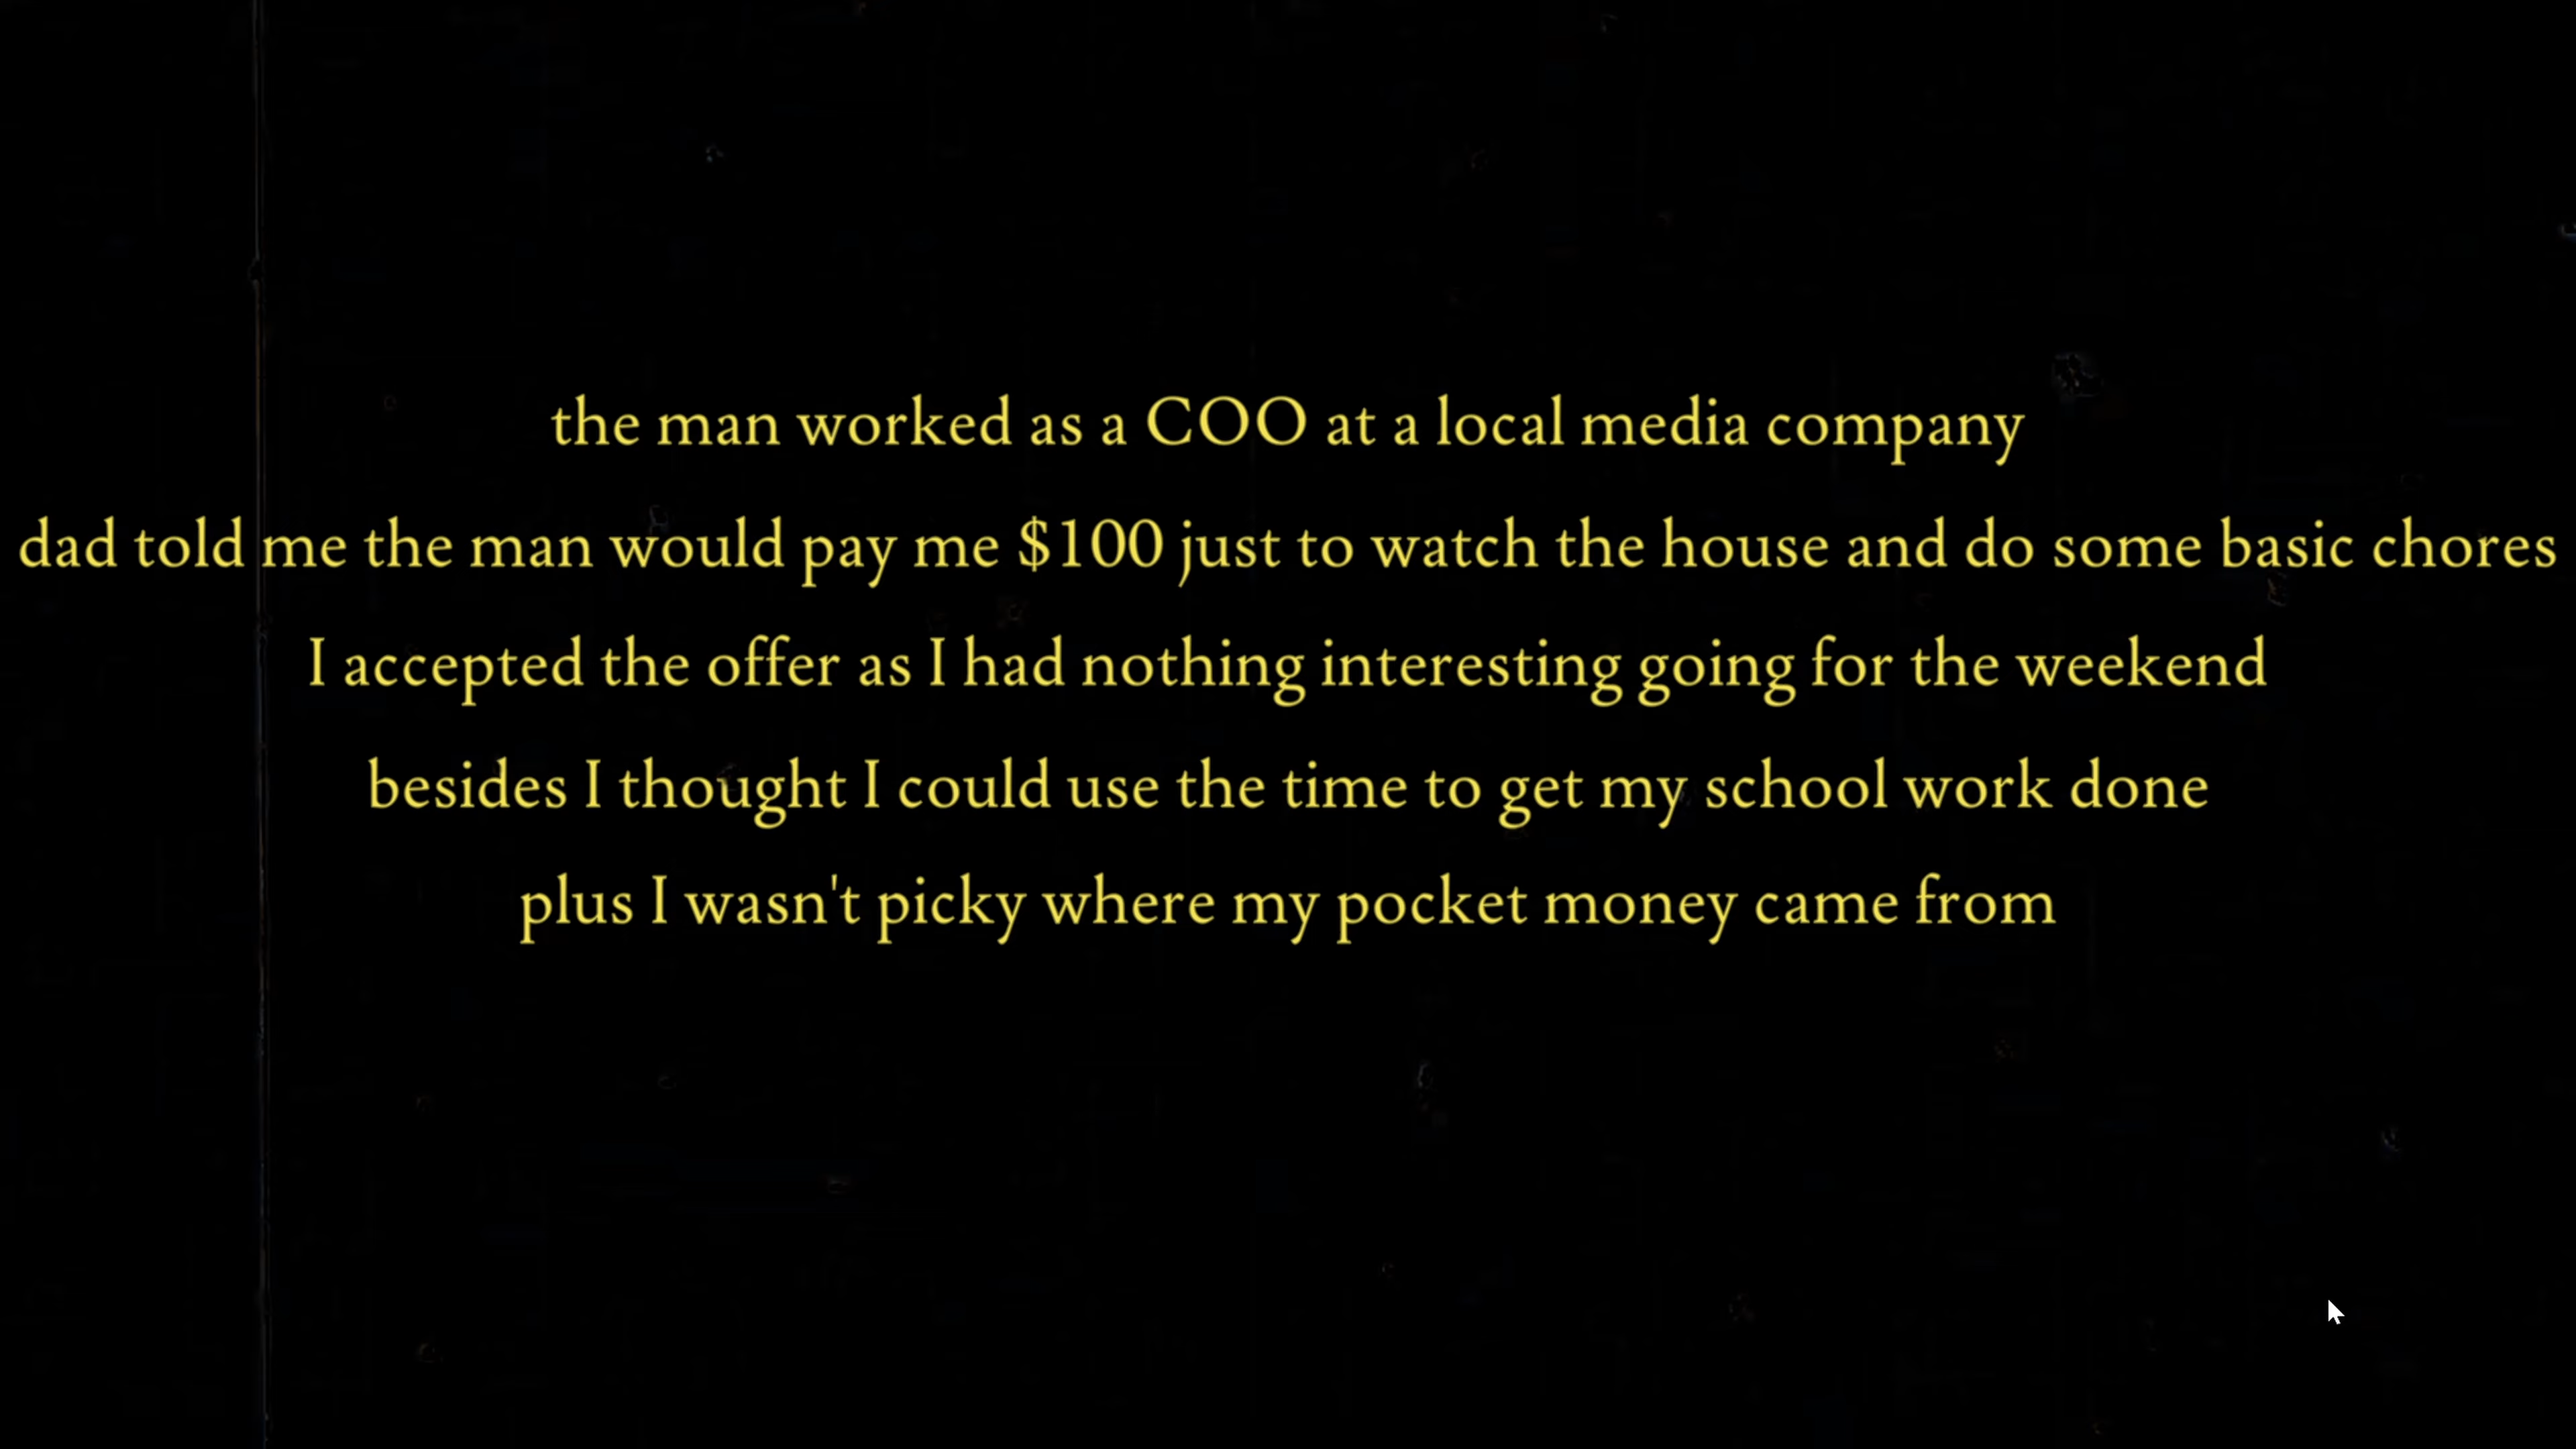 the man worked as a COO at a local media company
dad told me the man would pay me $100 just to watch the house and do some basic chores
I accepted the offer as I had nothing interesting going for the weekend
besides I thought I could use the time to get my school work done
plus I wasn't picky where my pocket money came from